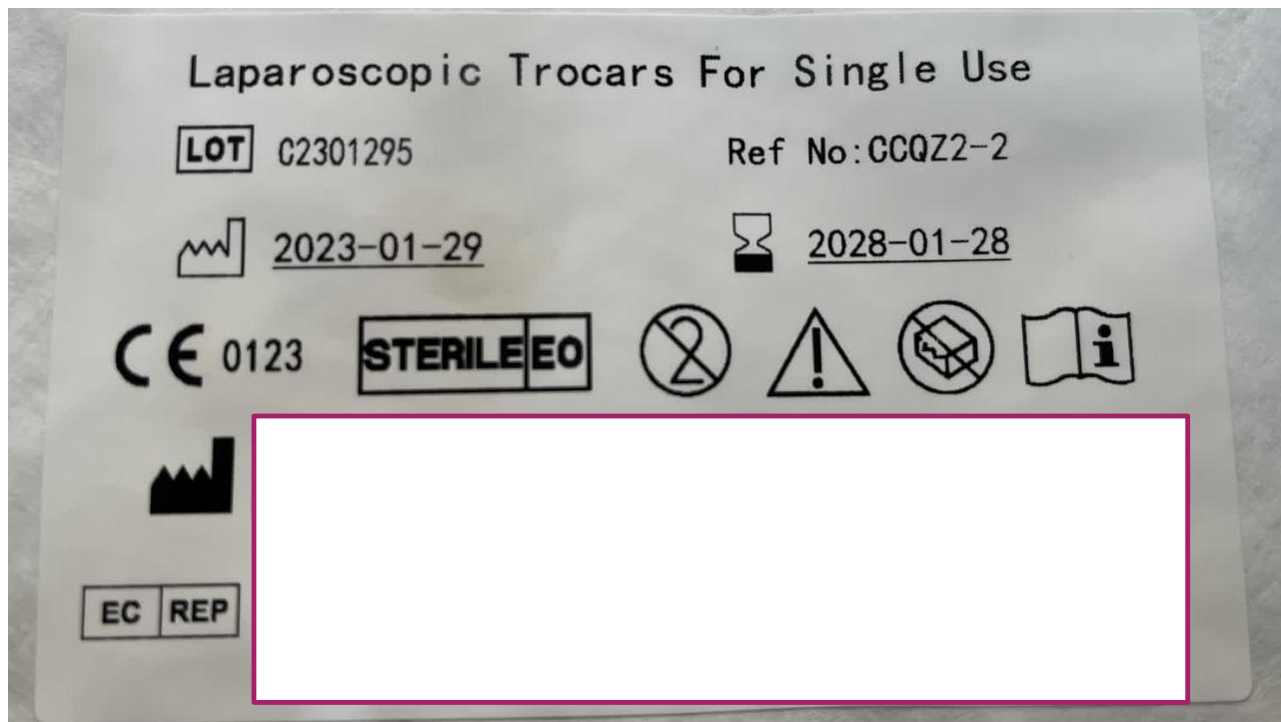 Laparoscopic Trocars For Single Use
LOT C2301295 Ref No:CCQZ2-2
2023-01-29 2028-01-28
CE 0123 STERILE EO 2 ! i
EC REP